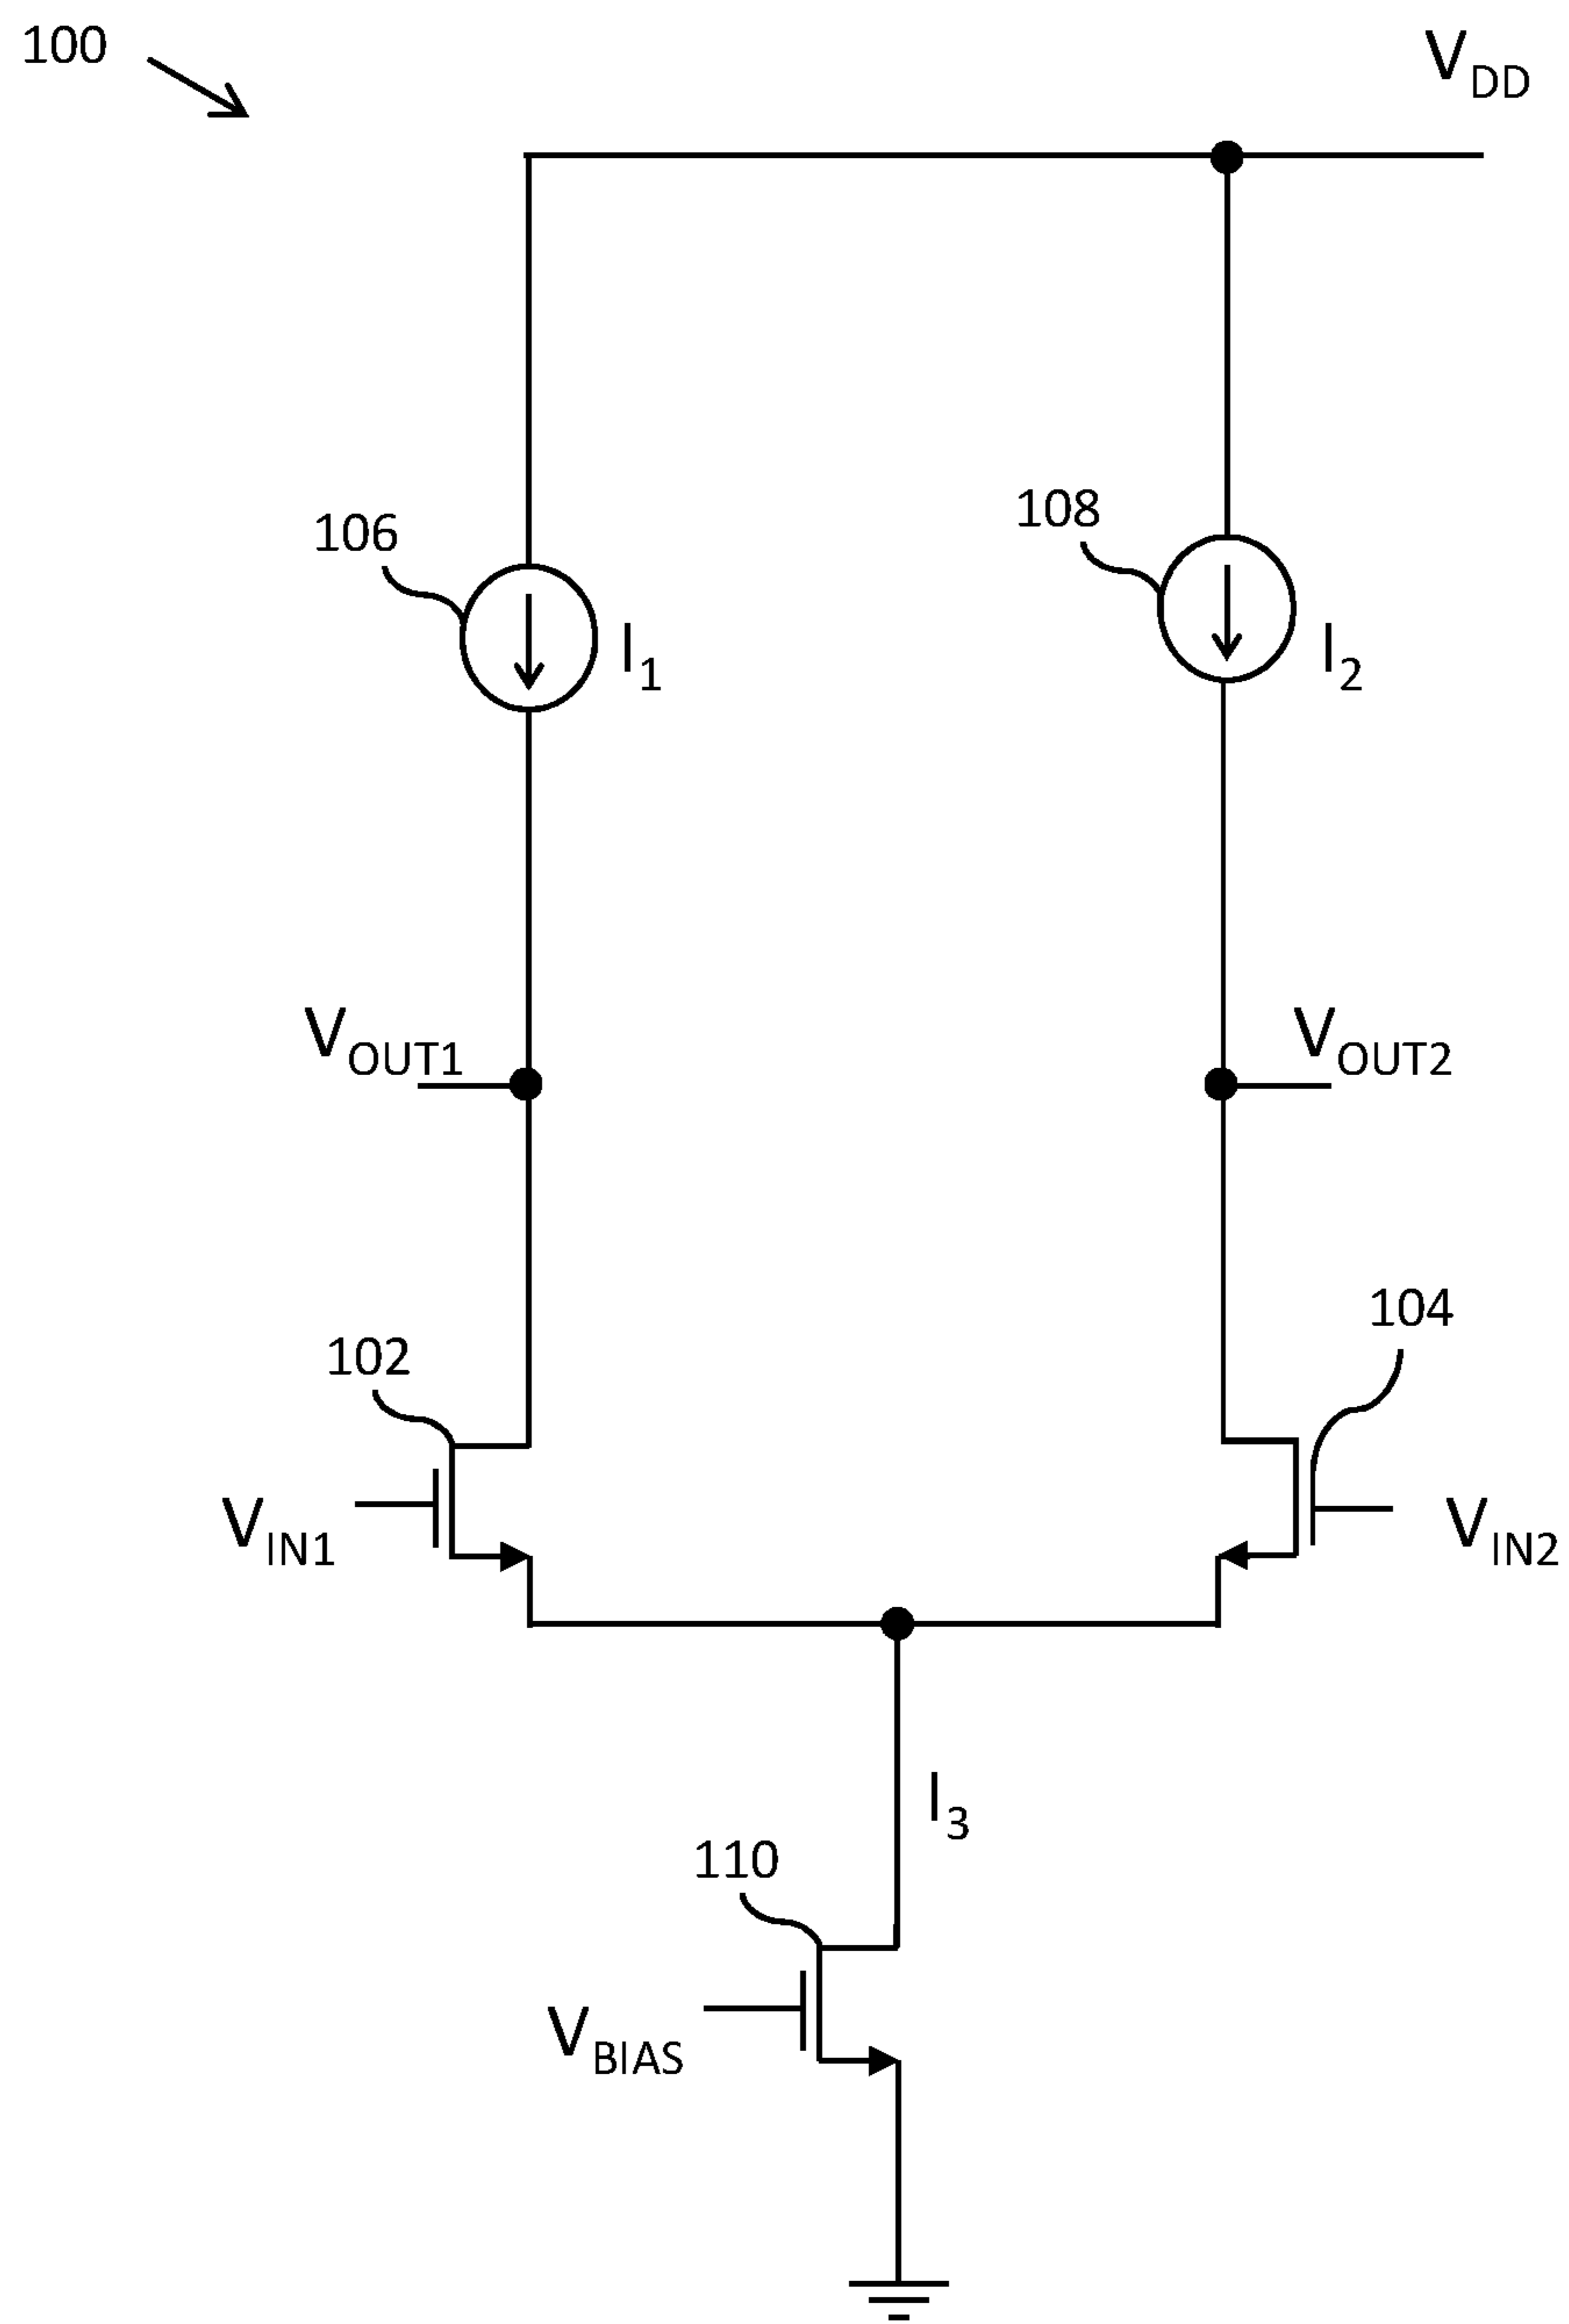 100
VDD
106
108
I1
I2
VOUT1
VOUT2
102
104
VIN1
VIN2
I3
110
VBIAS